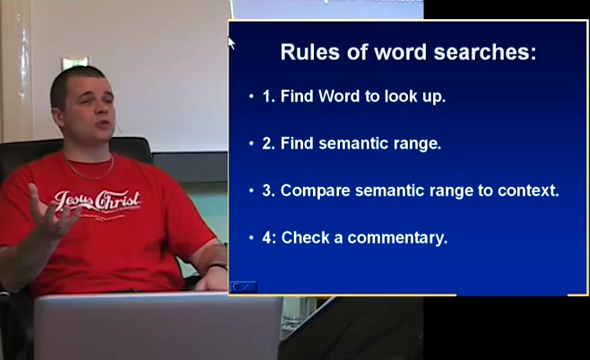 Rules of word searches:
• 1. Find Word to look up.
• 2. Find semantic range.
• 3. Compare semantic range to context.
• 4: Check a commentary.
Jesus Christ